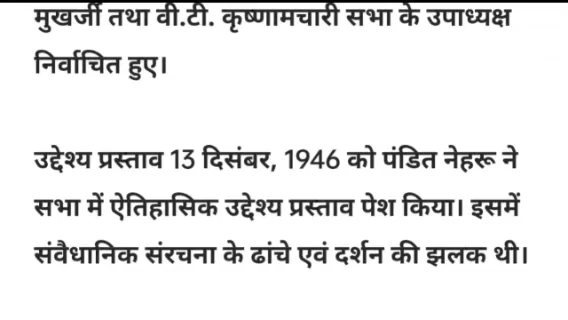 मुखर्जी तथा वी.टी. कृष्णामचारी सभा के उपाध्यक्ष
निर्वाचित हुए।
उद्देश्य प्रस्ताव 13 दिसंबर, 1946 को पंडित नेहरू ने
सभा में ऐतिहासिक उद्देश्य प्रस्ताव पेश किया। इसमें
संवैधानिक संरचना के ढांचे एवं दर्शन की झलक थी।